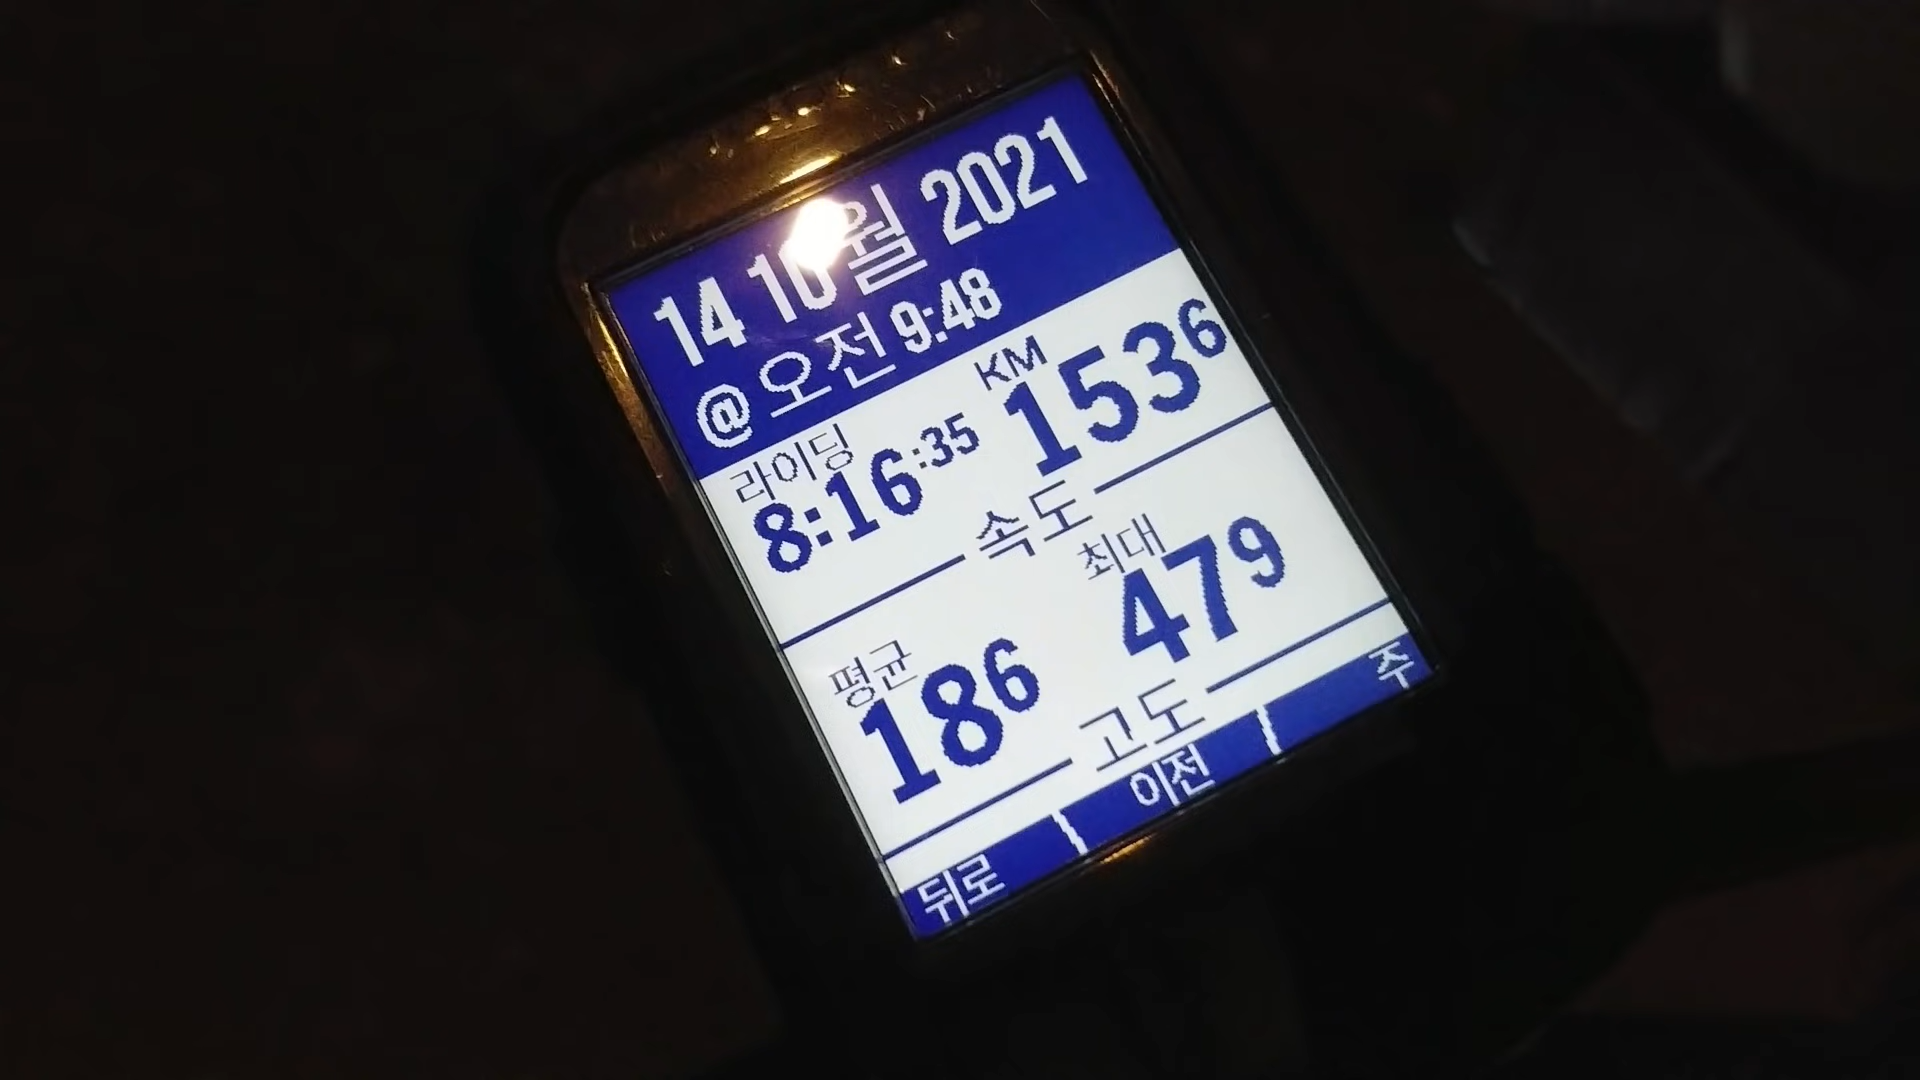 14 10월 2021
@ 오전 9:48
라이딩 KM
8:16:35 1536
속도
평균 최대
186 479
고도
뒤로 이전 주